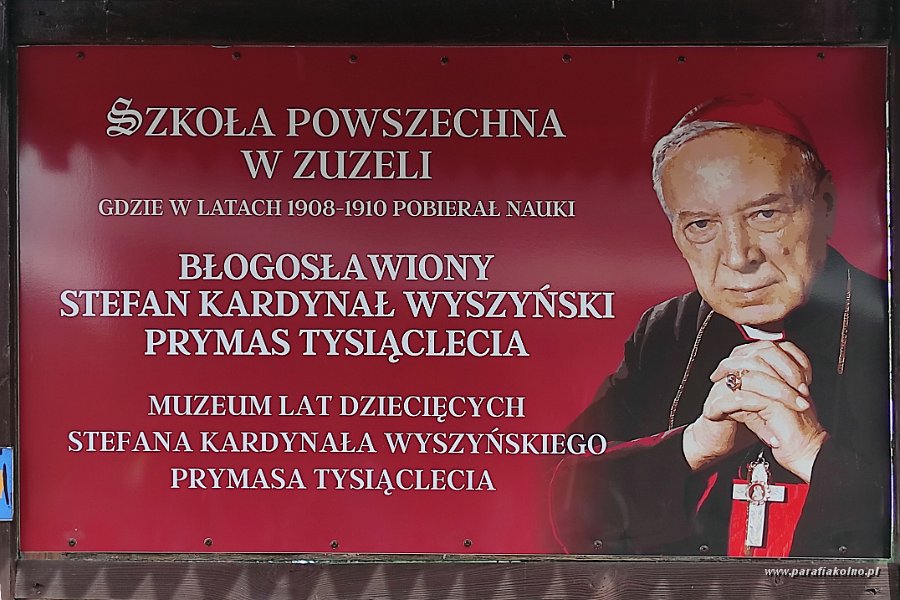 SZKOŁA POWSZECHNA
W ZUZELI
GDZIE W LATACH 1908-1910 POBIERAŁ NAUKI
BŁOGOSŁAWIONY
STEFAN KARDYNAŁ WYSZYŃSKI
PRYMAS TYSIĄCLECIA
MUZEUM LAT DZIECIĘCYCH
STEFANA KARDYNAŁA WYSZYŃSKIEGO
PRYMASA TYSIĄCLECIA
www.parafiakolno.pl